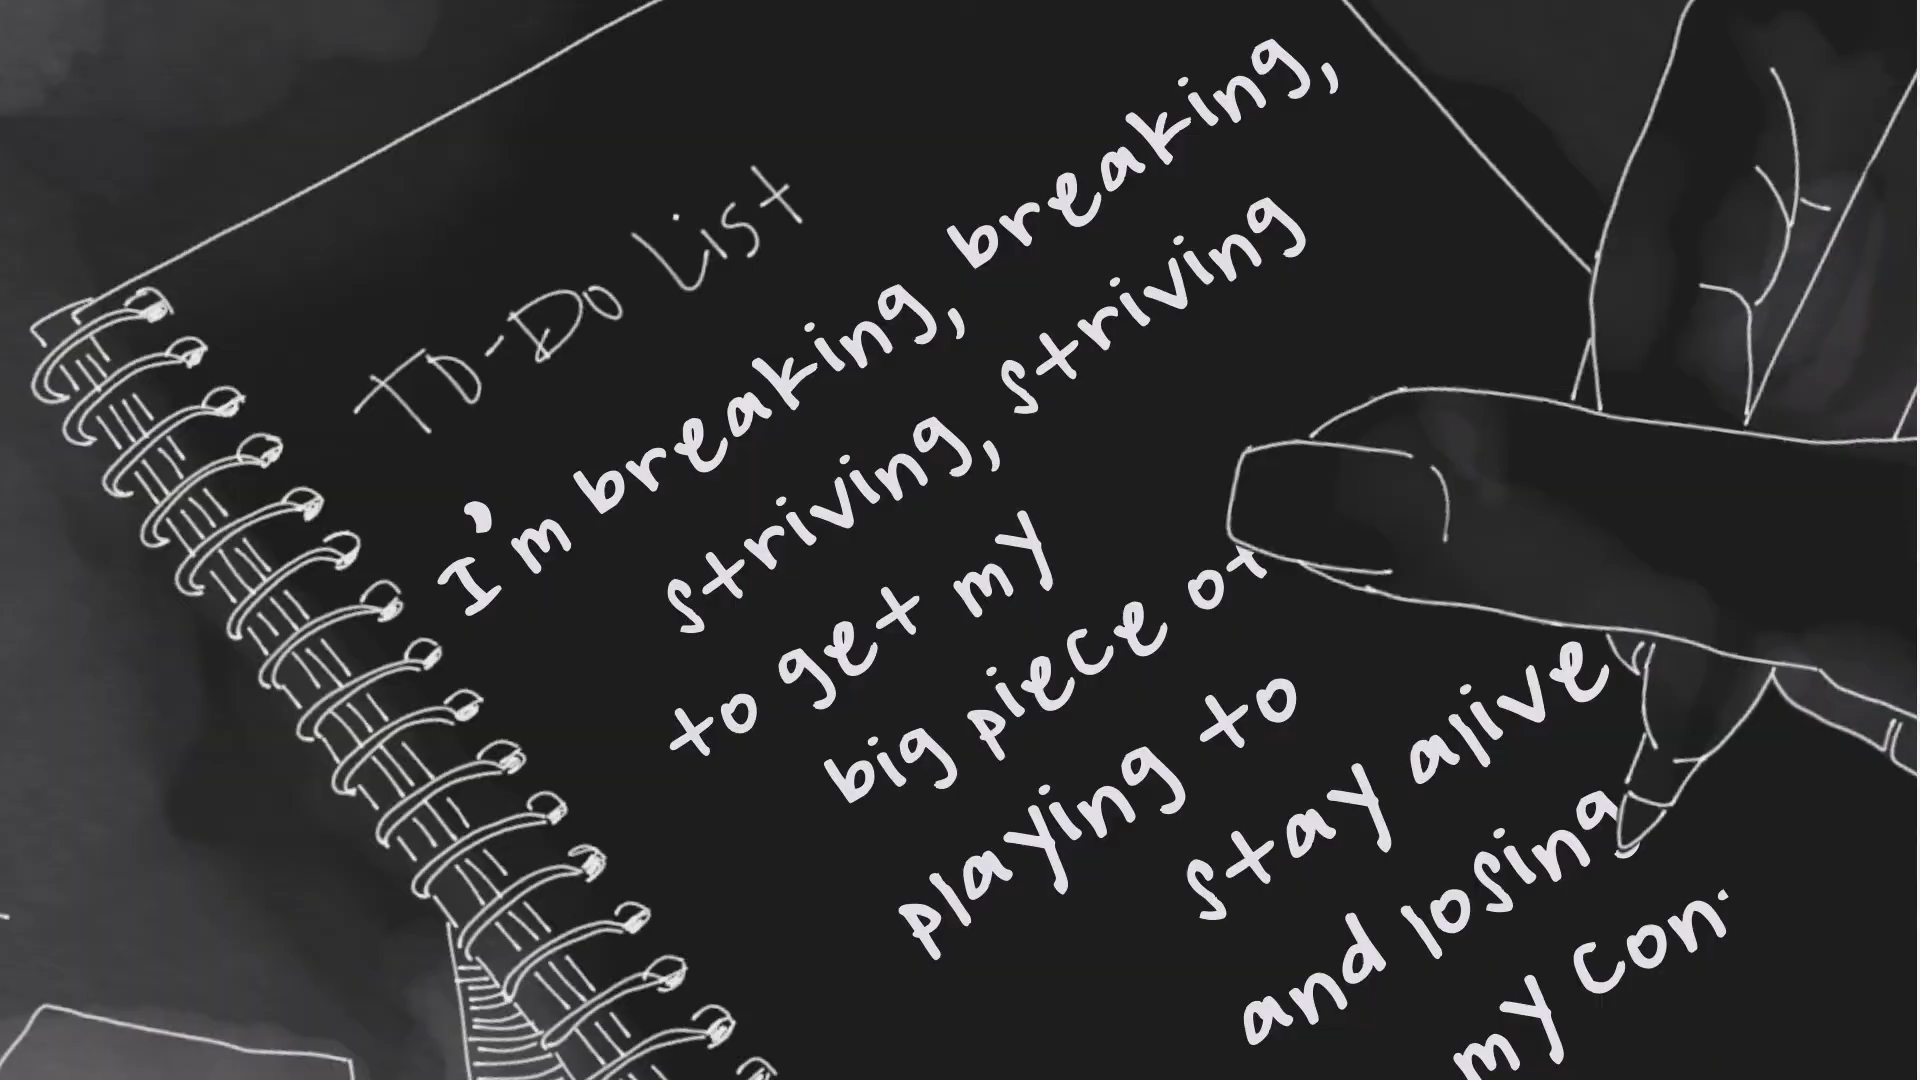 To-Do List
I'm breaking, breaking,
striving, striving
to get my
big piece of
playing to
stay alive
and losing
my con-